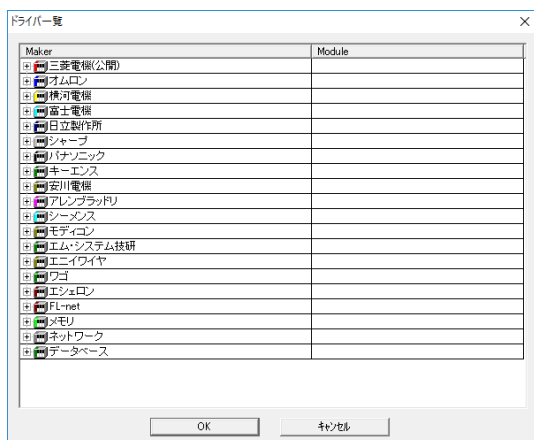 ドライバ一覧
Maker Module
三菱電機(公開)
オムロン
横河電機
富士電機
日立製作所
シャープ
パナソニック
キーエンス
安川電機
アレンブラッドリ
シーメンス
モディコン
エム・システム技研
エニイワイヤ
ワゴ
エシェロン
FL-net
メモリ
ネットワーク
データベース
OK キャンセル